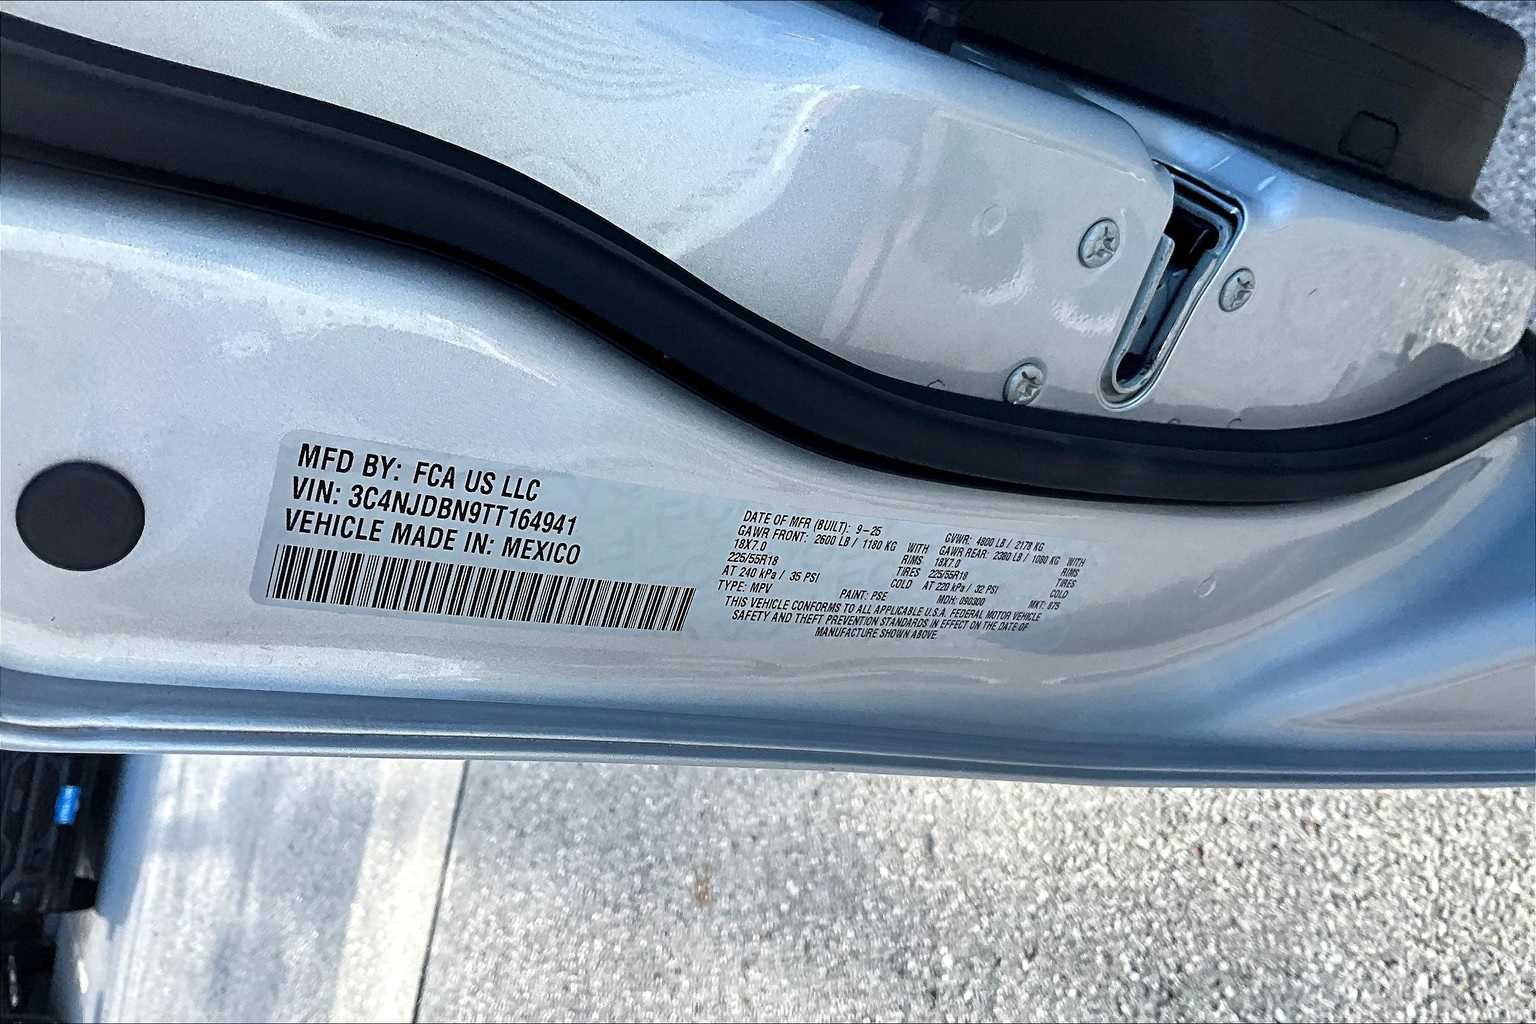 MFD BY: FCA US LLC
VIN: 3C4NJDBN9TT164941
VEHICLE MADE IN: MEXICO
DATE OF MFR (BUILT): 9-25 GVWR: 4800 LB / 2178 KG
GAWR FRONT: 2600 LB / 1180 KG WITH GAWR REAR: 2380 LB / 1080 KG WITH
18X7.0 RIMS 18X7.0 RIMS
225/55R18 TIRES 225/55R18 TIRES
AT 240 kPa / 35 PSI COLD AT 220 kPa / 32 PSI COLD
TYPE: MPV PAINT: PSE MDH: 090300 MKT: 875
THIS VEHICLE CONFORMS TO ALL APPLICABLE U.S.A. FEDERAL MOTOR VEHICLE
SAFETY AND THEFT PREVENTION STANDARDS IN EFFECT ON THE DATE OF
MANUFACTURE SHOWN ABOVE